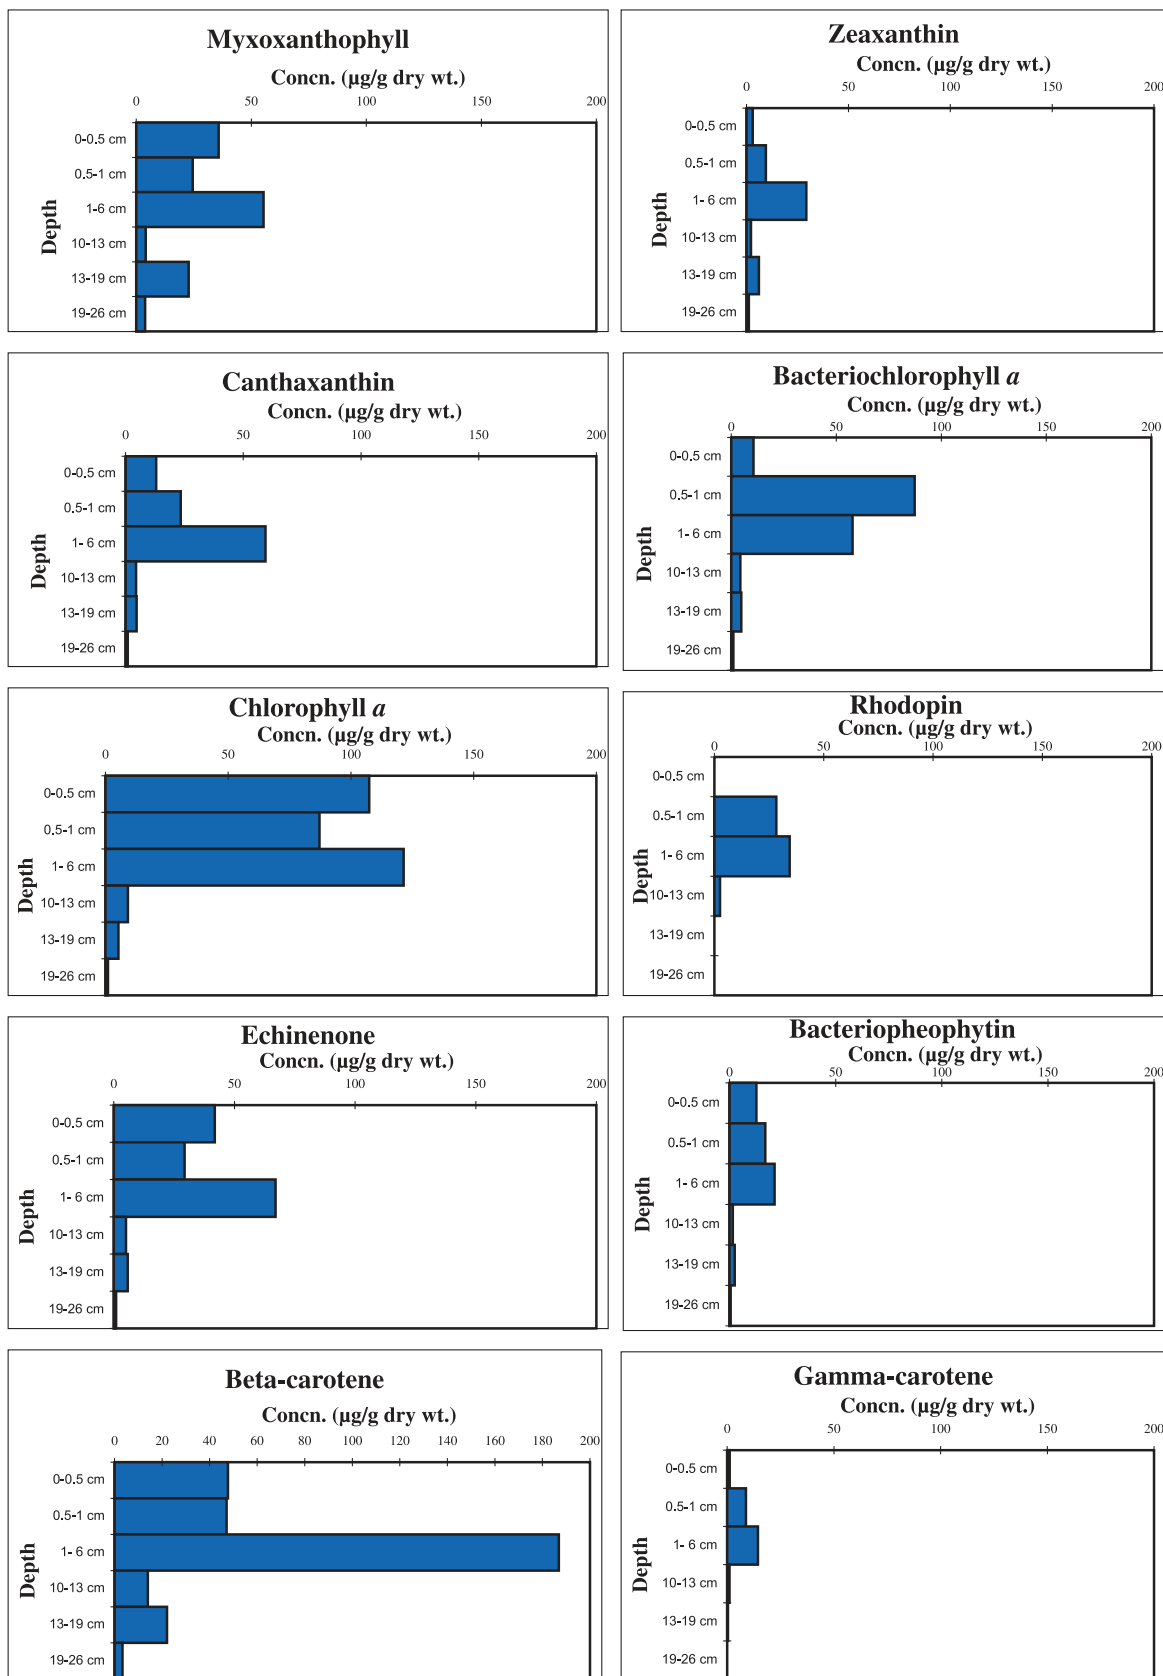 Myxoxanthophyll
Concn. (µg/g dry wt.)
0 50 100 150 200
0-0.5 cm
0.5-1 cm
1-6 cm
10-13 cm
13-19 cm
19-26 cm
Depth
Zeaxanthin
Concn. (µg/g dry wt.)
0 50 100 150 200
0-0.5 cm
0.5-1 cm
1- 6 cm
10-13 cm
13-19 cm
19-26 cm
Depth
Canthaxanthin
Concn. (µg/g dry wt.)
0 50 100 150 200
0-0.5 cm
0.5-1 cm
1- 6 cm
10-13 cm
13-19 cm
19-26 cm
Depth
Bacteriochlorophyll a
Concn. (µg/g dry wt.)
0 50 100 150 200
0-0.5 cm
0.5-1 cm
1- 6 cm
10-13 cm
13-19 cm
19-26 cm
Depth
Chlorophyll a
Concn. (µg/g dry wt.)
0 50 100 150 200
0-0.5 cm
0.5-1 cm
1- 6 cm
10-13 cm
13-19 cm
19-26 cm
Depth
Rhodopin
Concn. (µg/g dry wt.)
0 50 100 150 200
0-0.5 cm
0.5-1 cm
1- 6 cm
10-13 cm
13-19 cm
19-26 cm
Depth
Echinenone
Concn. (µg/g dry wt.)
0 50 100 150 200
0-0.5 cm
0.5-1 cm
1- 6 cm
10-13 cm
13-19 cm
19-26 cm
Depth
Bacteriopheophytin
Concn. (µg/g dry wt.)
0 50 100 150 200
0-0.5 cm
0.5-1 cm
1- 6 cm
10-13 cm
13-19 cm
19-26 cm
Depth
Beta-carotene
Concn. (µg/g dry wt.)
0 20 40 60 80 100 120 140 160 180 200
0-0.5 cm
0.5-1 cm
1- 6 cm
10-13 cm
13-19 cm
19-26 cm
Depth
Gamma-carotene
Concn. (µg/g dry wt.)
0 50 100 150 200
0-0.5 cm
0.5-1 cm
1- 6 cm
10-13 cm
13-19 cm
19-26 cm
Depth